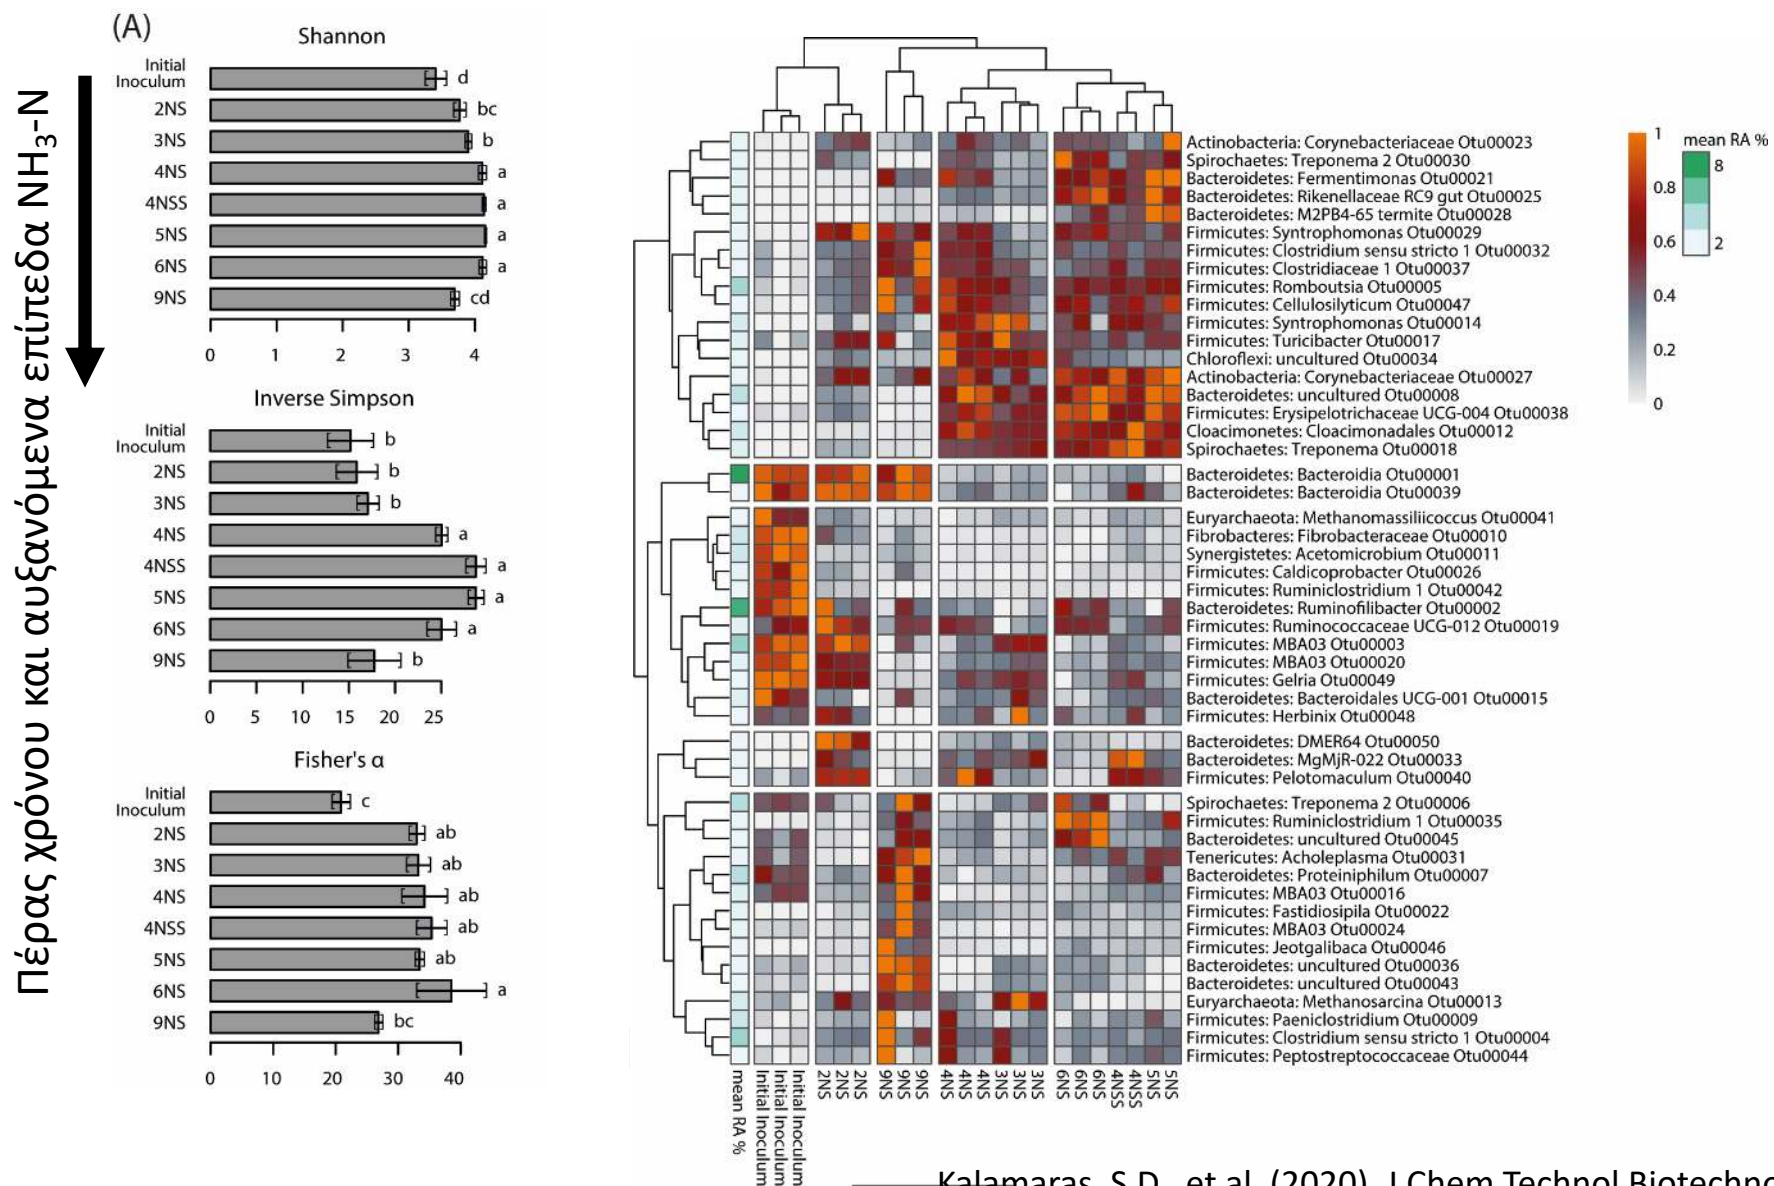 Πέρας χρόνου και αυξανόμενα επίπεδα NH3-N
(A)
Shannon
Initial
Inoculum
d
2NS
bc
3NS
b
4NS
a
4NSS
a
5NS
a
6NS
a
9NS
cd
0 1 2 3 4
Inverse Simpson
Initial
Inoculum
b
2NS
b
3NS
b
4NS
a
4NSS
a
5NS
a
6NS
a
9NS
b
0 5 10 15 20 25
Fisher's α
Initial
Inoculum
c
2NS
ab
3NS
ab
4NS
ab
4NSS
ab
5NS
ab
6NS
a
9NS
bc
0 10 20 30 40
Actinobacteria: Corynebacteriaceae Otu00023
Spirochaetes: Treponema 2 Otu00030
Bacteroidetes: Fermentimonas Otu00021
Bacteroidetes: Rikenellaceae RC9 gut Otu00025
Bacteroidetes: M2PB4-65 termite Otu00028
Firmicutes: Syntrophomonas Otu00029
Firmicutes: Clostridium sensu stricto 1 Otu00032
Firmicutes: Clostridiaceae 1 Otu00037
Firmicutes: Romboutsia Otu00005
Firmicutes: Cellulosilyticum Otu00047
Firmicutes: Syntrophomonas Otu00014
Firmicutes: Turicibacter Otu00017
Chloroflexi: uncultured Otu00034
Actinobacteria: Corynebacteriaceae Otu00027
Bacteroidetes: uncultured Otu00008
Firmicutes: Erysipelotrichaceae UCG-004 Otu00038
Cloacimonetes: Cloacimonadales Otu00012
Spirochaetes: Treponema Otu00018
Bacteroidetes: Bacteroidia Otu00001
Bacteroidetes: Bacteroidia Otu00039
Euryarchaeota: Methanomassiliicoccus Otu00041
Fibrobacteres: Fibrobacteraceae Otu00010
Synergistetes: Acetomicrobium Otu00011
Firmicutes: Caldicoprobacter Otu00026
Firmicutes: Ruminiclostridium 1 Otu00042
Bacteroidetes: Ruminofilibacter Otu00002
Firmicutes: Ruminococcaceae UCG-012 Otu00019
Firmicutes: MBA03 Otu00003
Firmicutes: MBA03 Otu00020
Firmicutes: Gelria Otu00049
Bacteroidetes: Bacteroidales UCG-001 Otu00015
Firmicutes: Herbinix Otu00048
Bacteroidetes: DMER64 Otu00050
Bacteroidetes: MgMjR-022 Otu00033
Firmicutes: Pelotomaculum Otu00040
Spirochaetes: Treponema 2 Otu00006
Firmicutes: Ruminiclostridium 1 Otu00035
Bacteroidetes: uncultured Otu00045
Tenericutes: Acholeplasma Otu00031
Bacteroidetes: Proteiniphilum Otu00007
Firmicutes: MBA03 Otu00016
Firmicutes: Fastidiosipila Otu00022
Firmicutes: MBA03 Otu00024
Firmicutes: Jeotgalibaca Otu00046
Bacteroidetes: uncultured Otu00036
Bacteroidetes: uncultured Otu00043
Euryarchaeota: Methanosarcina Otu00013
Firmicutes: Paeniclostridium Otu00009
Firmicutes: Clostridium sensu stricto 1 Otu00004
Firmicutes: Peptostreptococcaceae Otu00044
mean RA %
Initial Inoculum
Initial Inoculum
Initial Inoculum
2NS
2NS
2NS
9NS
9NS
9NS
4NS
4NS
4NS
3NS
3NS
3NS
6NS
6NS
6NS
4NSS
4NSS
5NS
5NS
1
0.8
0.6
0.4
0.2
0
mean RA %
8
2
Kalamaras, S.D., et al. (2020). J Chem Technol Biotechno